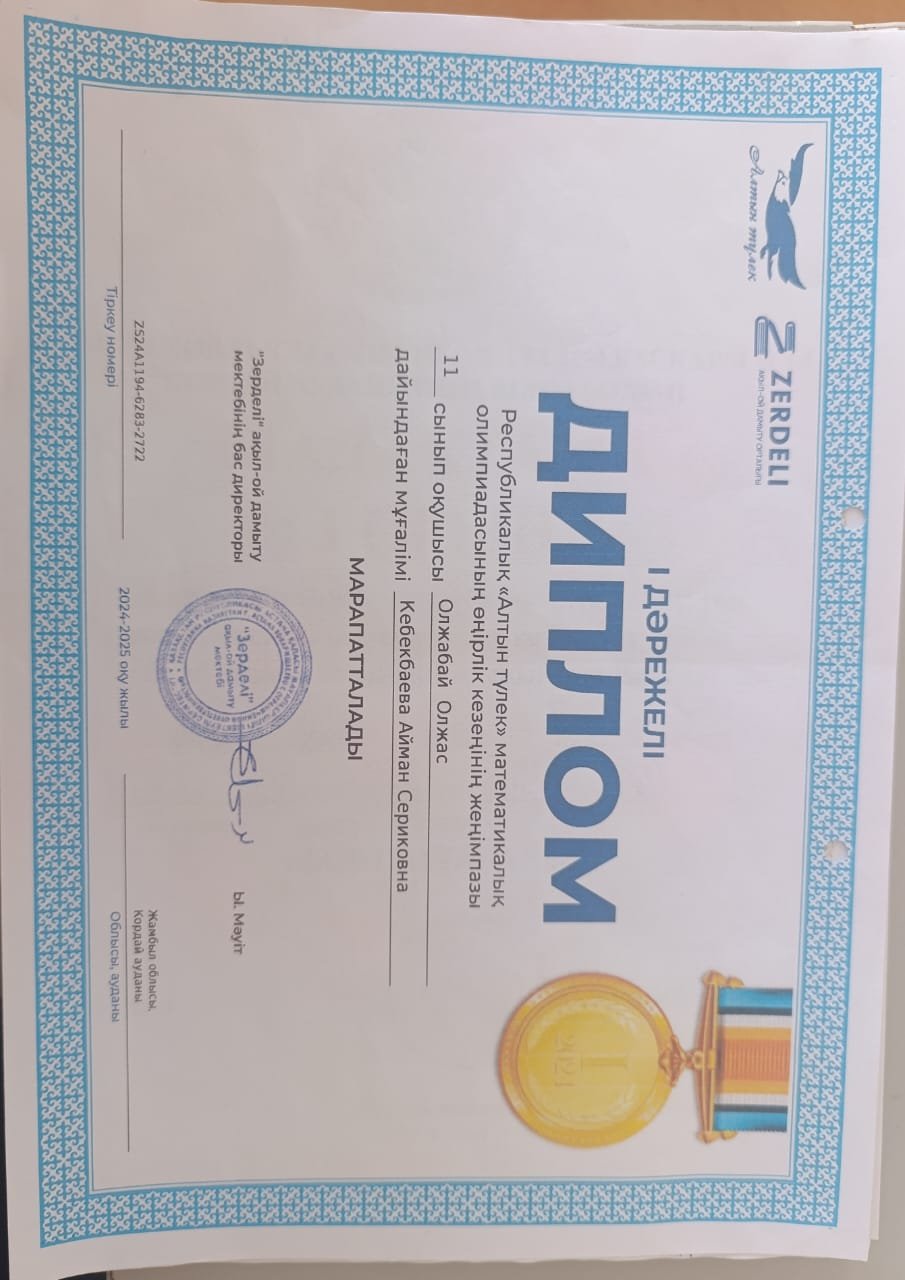 Алтын түлек
ZERDELI
АҚЫЛ-ОЙ ДАМЫТУ ОРТАЛЫҒЫ
І ДӘРЕЖЕЛІ
ДИПЛОМ
Республикалық «Алтын түлек» математикалық
олимпиадасының өңірлік кезеңінің жеңімпазы
11 сынып оқушысы Олжабай Олжас
дайындаған мұғалімі Кебекбаева Айман Сериковна
МАРАПАТТАЛАДЫ
"Зерделі" ақыл-ой дамыту
мектебінің бас директоры
Ы. Мәуіт
"Зерделі"
ақыл-ой дамыту
мектебі
ZS24A1194-6283-2722
Тіркеу номері
2024-2025 оқу жылы
Жамбыл облысы,
Қордай ауданы
Облысы, ауданы